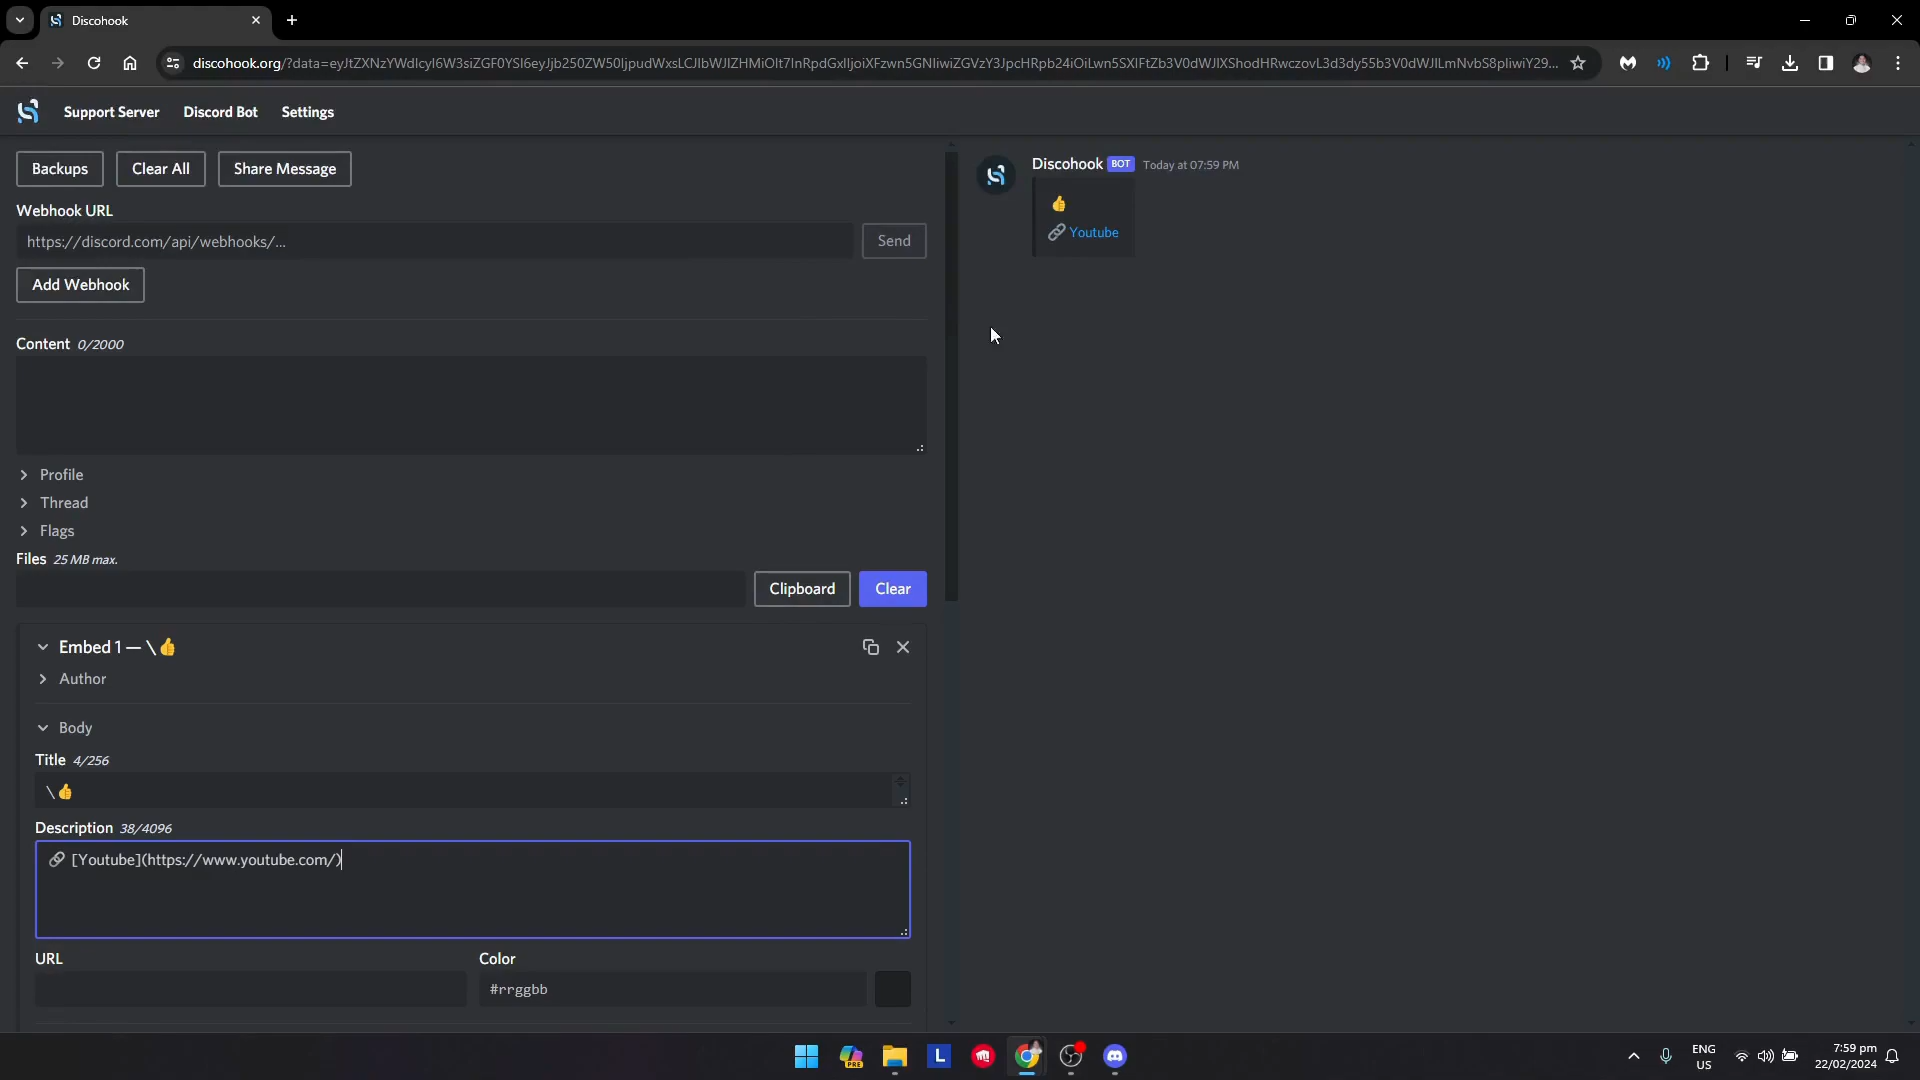 Discohook
discohook.org/?data=eyJtZXNzYWdlcyI6W3siZGF0YSI6eyJjb250ZW50IjpudWxsLCJlbWJlZHMiOlt7InRpdGxlIjoiXFzwn5GNIiwiZGVzY3JpcHRpb24iOiLwn5SXIFtZb3V0dWJlXShodHRwczovL3d3dy55b3V0dWJlLmNvbS8pIiwiY29...
Support Server Discord Bot Settings
Backups Clear All Share Message
Webhook URL
https://discord.com/api/webhooks/... Send
Add Webhook
Content 0/2000
Profile
Thread
Flags
Files 25 MB max.
Clipboard Clear
Embed 1 — \👍
Author
Body
Title 4/256
\👍
Description 38/4096
🔗 [Youtube](https://www.youtube.com/)
URL Color
#rrggbb
Discohook BOT Today at 07:59 PM
👍
🔗 Youtube
PRE
L
ENG
US
7:59 pm
22/02/2024